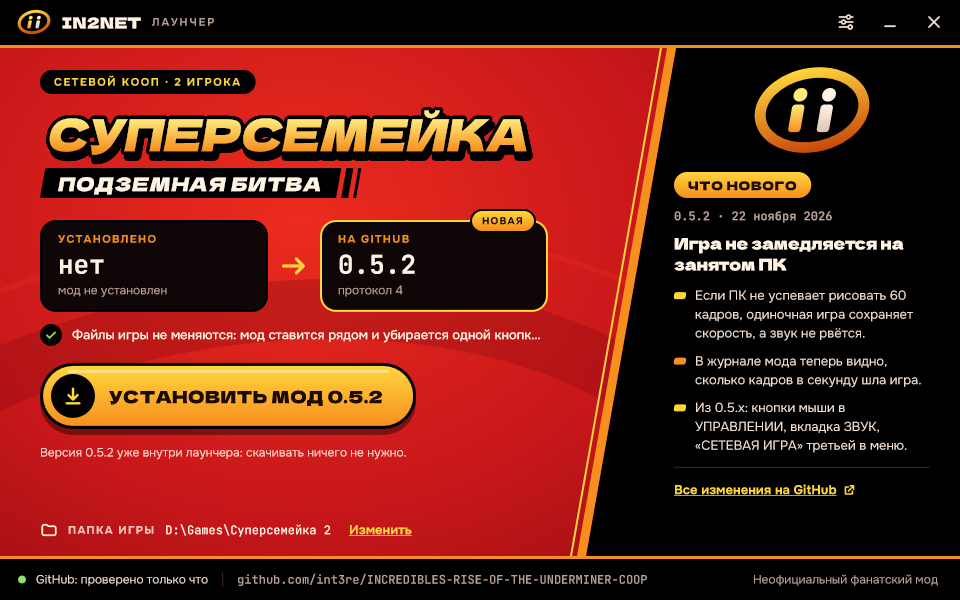 IN2NET ЛАУНЧЕР
СЕТЕВОЙ КООП · 2 ИГРОКА
СУПЕРСЕМЕЙКА
ПОДЗЕМНАЯ БИТВА
УСТАНОВЛЕНО
нет
мод не установлен
НОВАЯ
НА GITHUB
0.5.2
протокол 4
Файлы игры не меняются: мод ставится рядом и убирается одной кнопк...
УСТАНОВИТЬ МОД 0.5.2
Версия 0.5.2 уже внутри лаунчера: скачивать ничего не нужно.
ПАПКА ИГРЫ D:\Games\Суперсемейка 2 Изменить
ii
ЧТО НОВОГО
0.5.2 · 22 ноября 2026
Игра не замедляется на
занятом ПК
Если ПК не успевает рисовать 60
кадров, одиночная игра сохраняет
скорость, а звук не рвётся.
В журнале мода теперь видно,
сколько кадров в секунду шла игра.
Из 0.5.x: кнопки мыши в
УПРАВЛЕНИИ, вкладка ЗВУК,
«СЕТЕВАЯ ИГРА» третьей в меню.
Все изменения на GitHub
GitHub: проверено только что
github.com/int3re/INCREDIBLES-RISE-OF-THE-UNDERMINER-COOP
Неофициальный фанатский мод